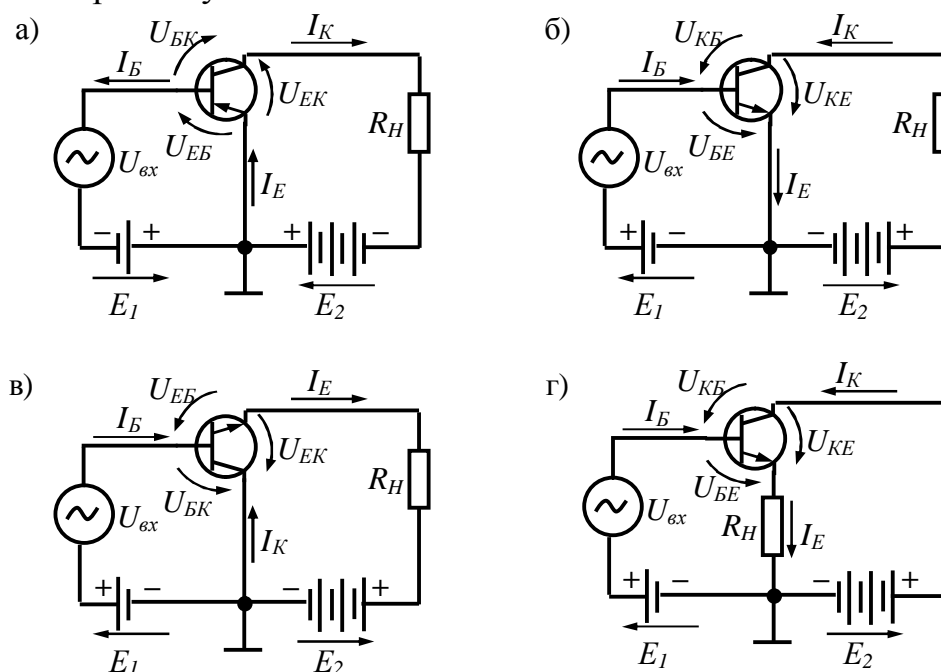 а)
U_БК
I_К
I_Б
U_ЕК
U_ЕБ
R_Н
U_вх
I_Е
− +
+ −
E_1
E_2
б)
U_КБ
I_К
I_Б
U_КЕ
U_БЕ
R_Н
U_вх
I_Е
+ −
− +
E_1
E_2
в)
U_ЕБ
I_Е
I_Б
U_ЕК
U_БК
R_Н
U_вх
I_К
+ −
− +
E_1
E_2
г)
U_КБ
I_К
I_Б
U_КЕ
U_БЕ
U_вх
R_Н
I_Е
+ −
− +
E_1
E_2